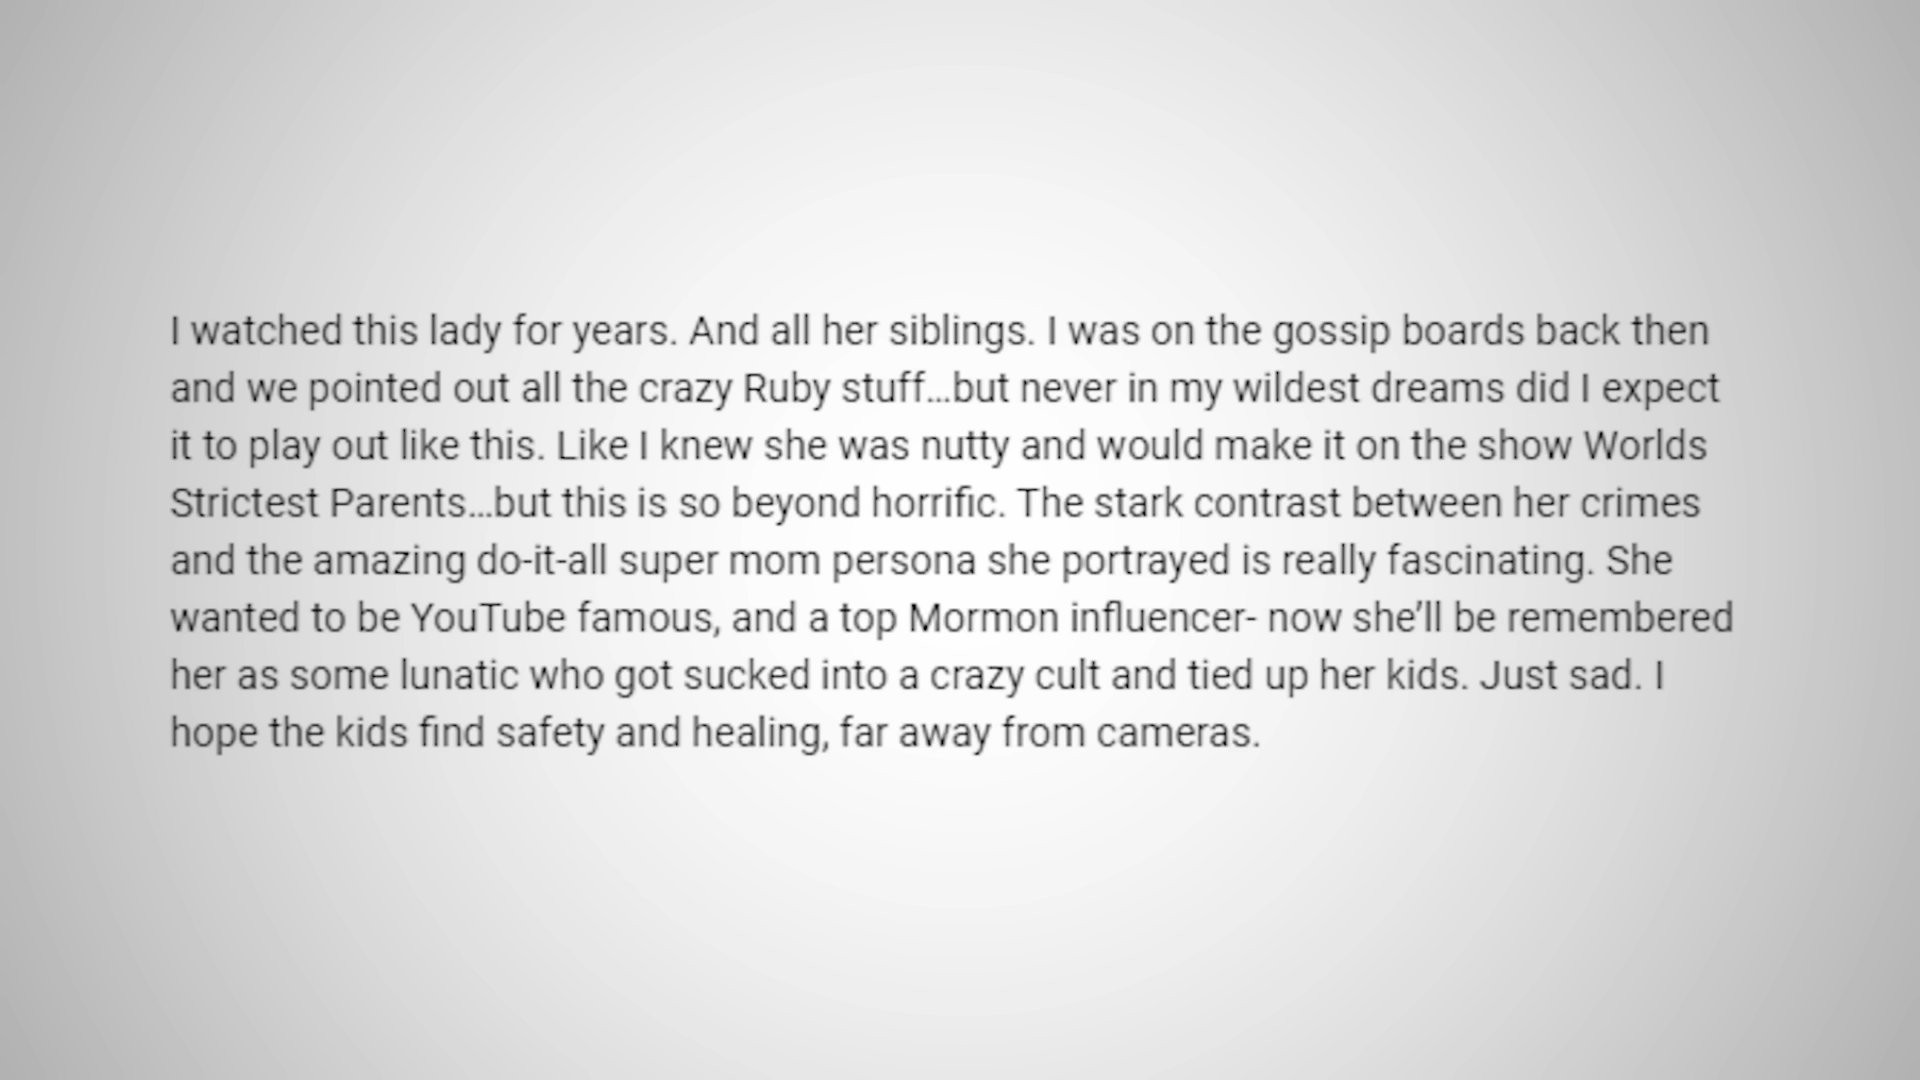 I watched this lady for years. And all her siblings. I was on the gossip boards back then
and we pointed out all the crazy Ruby stuff...but never in my wildest dreams did I expect
it to play out like this. Like I knew she was nutty and would make it on the show Worlds
Strictest Parents...but this is so beyond horrific. The stark contrast between her crimes
and the amazing do-it-all super mom persona she portrayed is really fascinating. She
wanted to be YouTube famous, and a top Mormon influencer- now she’ll be remembered
her as some lunatic who got sucked into a crazy cult and tied up her kids. Just sad. I
hope the kids find safety and healing, far away from cameras.